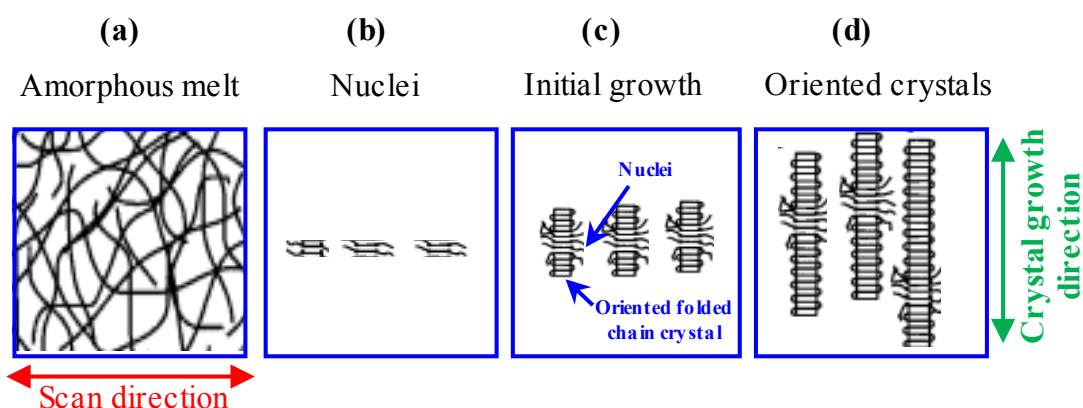 (a)
(b)
(c)
(d)
Amorphous melt
Nuclei
Initial growth
Oriented crystals
Nuclei
Oriented folded
chain crystal
Crystal growth
direction
Scan direction